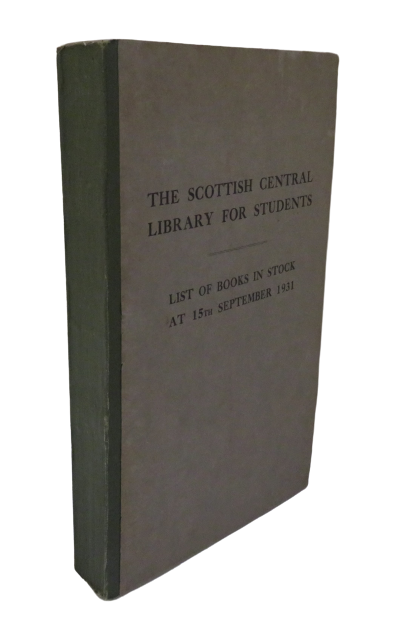 THE SCOTTISH CENTRAL
LIBRARY FOR STUDENTS
LIST OF BOOKS IN STOCK
AT 15TH SEPTEMBER 1931